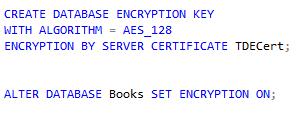 CREATE DATABASE ENCRYPTION KEY
WITH ALGORITHM = AES_128
ENCRYPTION BY SERVER CERTIFICATE TDECert;
ALTER DATABASE Books SET ENCRYPTION ON;